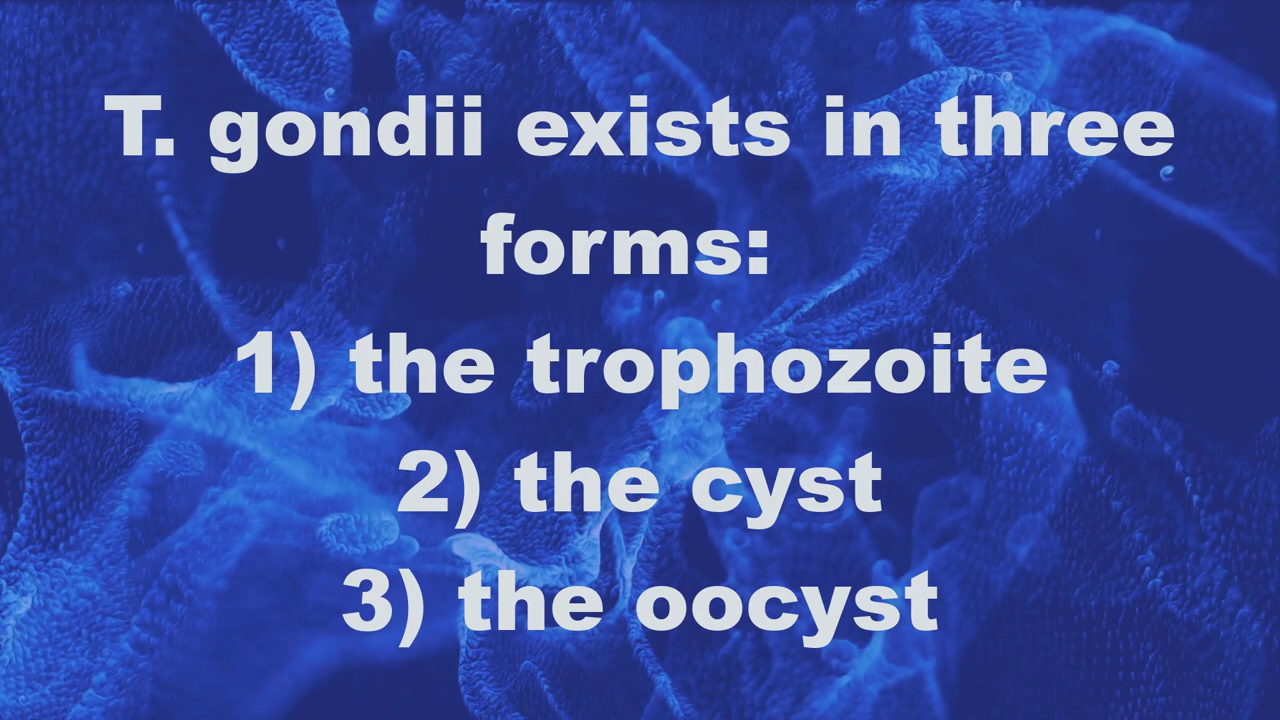 T. gondii exists in three
forms:
1) the trophozoite
2) the cyst
3) the oocyst